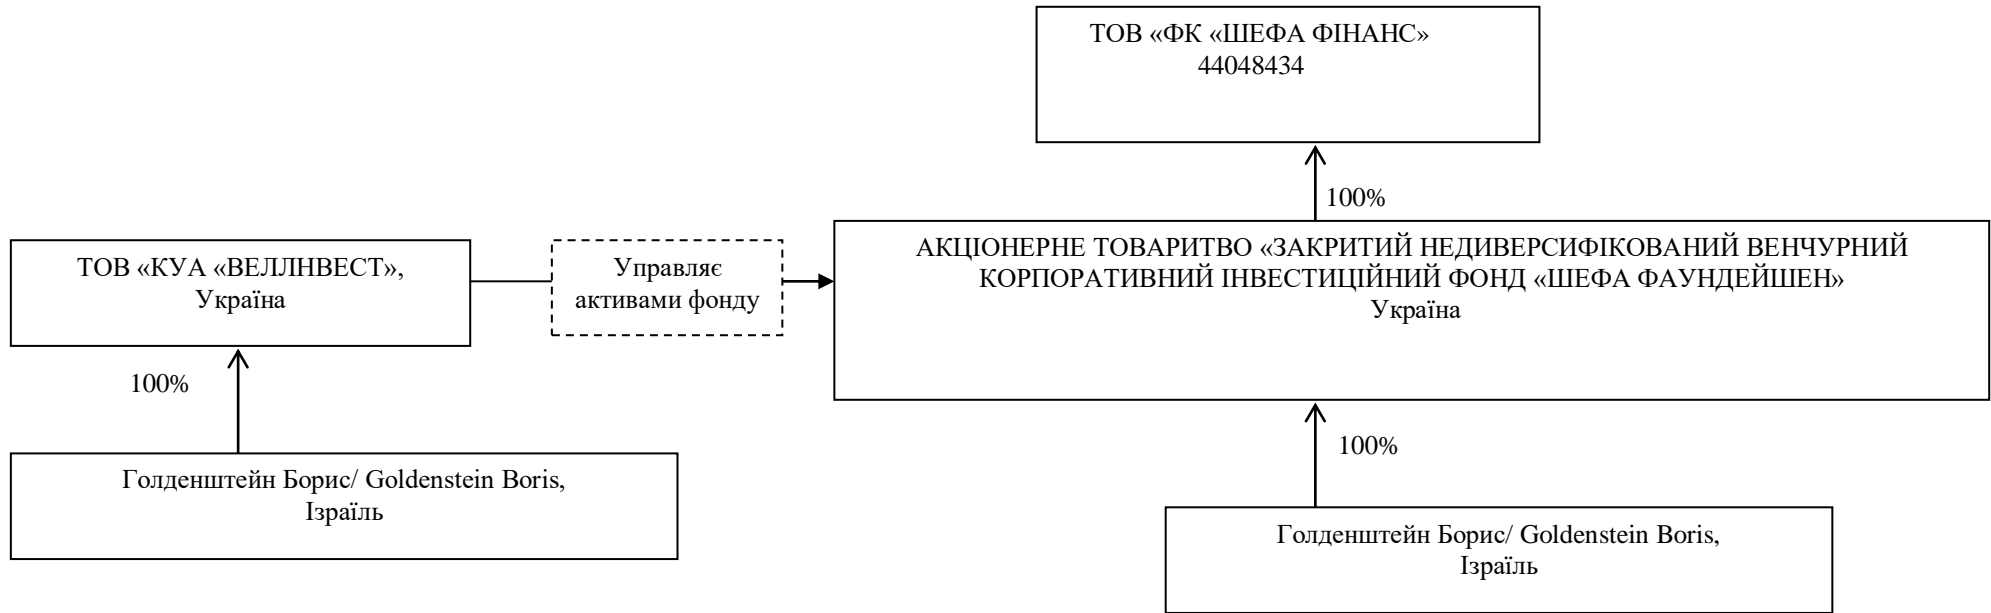 ТОВ «ФК «ШЕФА ФІНАНС»
44048434
100%
ТОВ «КУА «ВЕЛЛНВЕСТ»,
Україна
Управляє
активами фонду
АКЦІОНЕРНЕ ТОВАРИТВО «ЗАКРИТИЙ НЕДИВЕРСИФІКОВАНИЙ ВЕНЧУРНИЙ
КОРПОРАТИВНИЙ ІНВЕСТИЦІЙНИЙ ФОНД «ШЕФА ФАУНДЕЙШЕН»
Україна
100%
Голденштейн Борис/ Goldenstein Boris,
Ізраїль
100%
Голденштейн Борис/ Goldenstein Boris,
Ізраїль